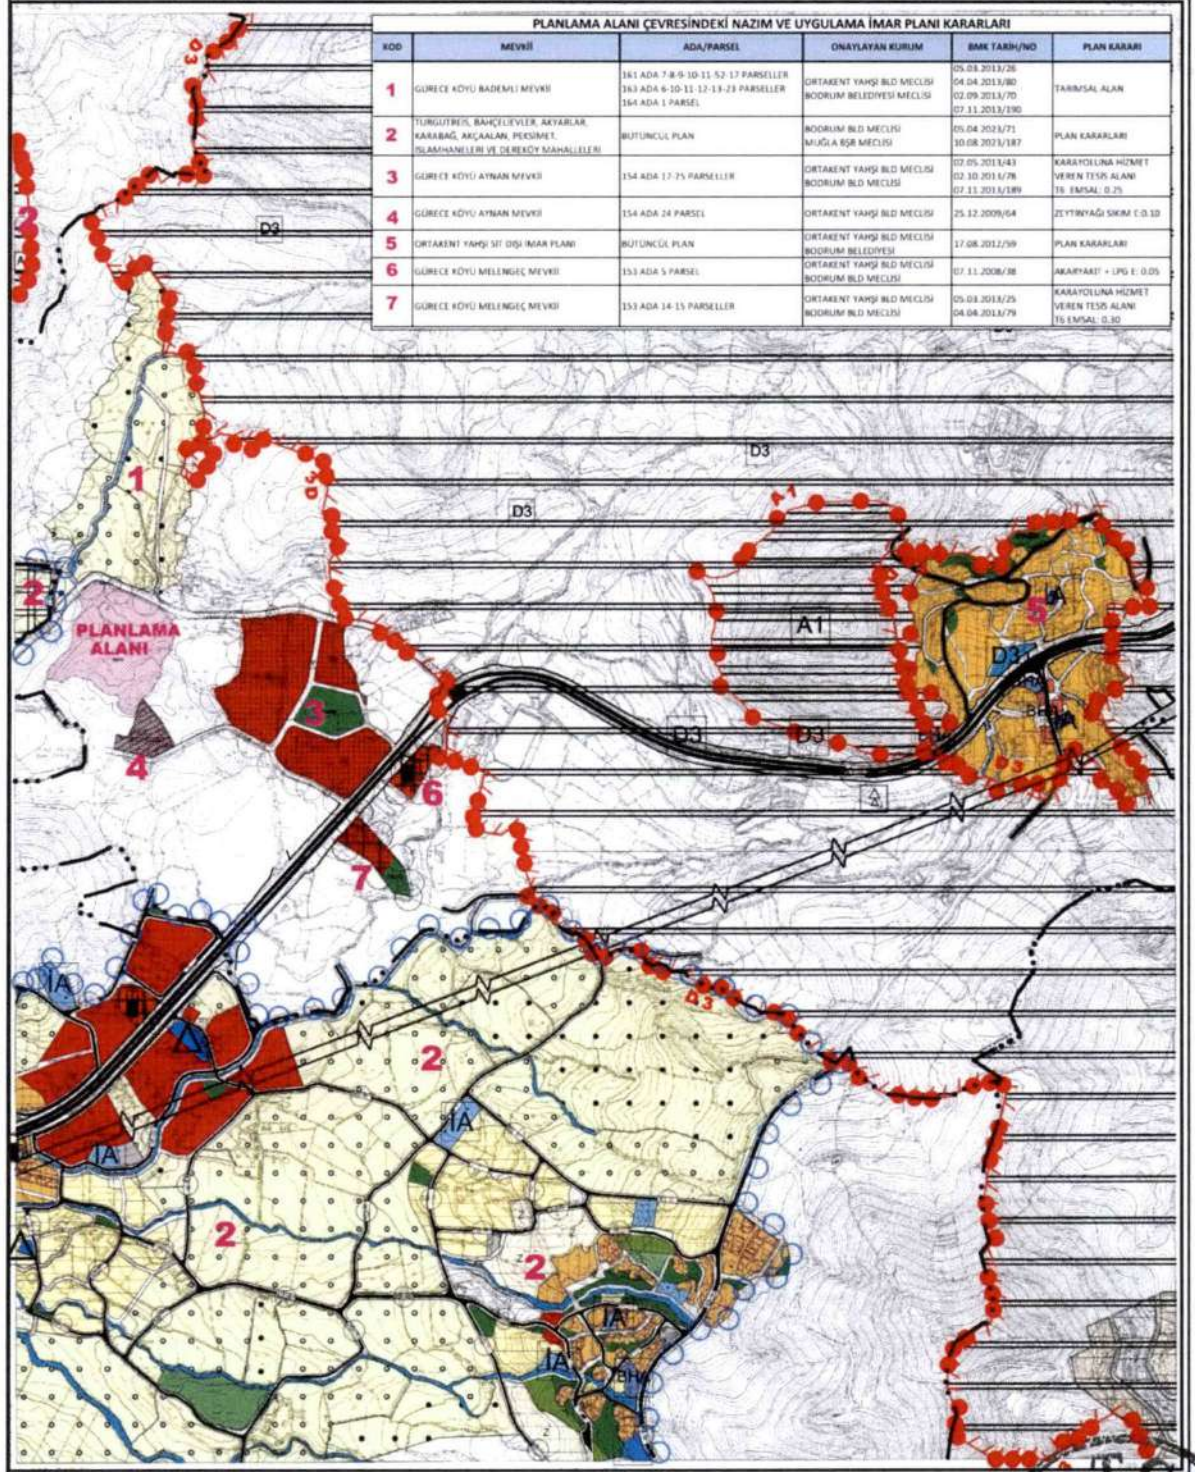 PLANLAMA ALANI ÇEVRESİNDEKİ NAZIM VE UYGULAMA İMAR PLANI KARARLARI
KOD MEVKİİ ADA/PARSEL ONAYLAYAN KURUM BMK TARİH/NO PLAN KARARI
1 GÜRECE KÖYÜ BADEMLİ MEVKİİ
161 ADA 7-8-9-10-11-52-17 PARSELLER
163 ADA 6-10-11-12-13-23 PARSELLER
164 ADA 1 PARSEL
ORTAKENT YAHŞİ BLD MECLİSİ
BODRUM BELEDİYESİ MECLİSİ
05.03.2013/26
04.04.2013/80
02.09.2013/70
07.11.2013/190
TARIMSAL ALAN
2
TURGUTREİS, BAHÇELİEVLER, AKYARLAR,
KARABAĞ, AKÇAALAN, PEKSİMET,
İSLAMHANELERİ VE DEREKÖY MAHALLELERİ
BÜTÜNCÜL PLAN
BODRUM BLD MECLİSİ
MUĞLA BŞB MECLİSİ
05.04.2023/71
10.08.2023/187
PLAN KARARLARI
3 GÜRECE KÖYÜ AYNAN MEVKİİ
154 ADA 17-25 PARSELLER
ORTAKENT YAHŞİ BLD MECLİSİ
BODRUM BLD MECLİSİ
02.05.2013/43
02.10.2013/78
07.11.2013/189
KARAYOLUNA HİZMET
VEREN TESİS ALANI
T6 EMSAL: 0.25
4 GÜRECE KÖYÜ AYNAN MEVKİİ
154 ADA 24 PARSEL
ORTAKENT YAHŞİ BLD MECLİSİ
25.12.2009/64
ZEYTİNYAĞI SIKIM E:0.10
5 ORTAKENT YAHŞİ SİT DIŞI İMAR PLANI
BÜTÜNCÜL PLAN
ORTAKENT YAHŞİ BLD MECLİSİ
BODRUM BELEDİYESİ
17.08.2012/59
PLAN KARARLARI
6 GÜRECE KÖYÜ MELENGEÇ MEVKİİ
153 ADA 5 PARSEL
ORTAKENT YAHŞİ BLD MECLİSİ
BODRUM BLD MECLİSİ
07.11.2008/38
AKARYAKIT + LPG E: 0.05
7 GÜRECE KÖYÜ MELENGEÇ MEVKİİ
153 ADA 14-15 PARSELLER
ORTAKENT YAHŞİ BLD MECLİSİ
BODRUM BLD MECLİSİ
05.03.2013/25
04.04.2013/79
KARAYOLUNA HİZMET
VEREN TESİS ALANI
T6 EMSAL: 0.30
D3
2
D3
D3
1
D3
D3
A1
2
PLANLAMA
ALANI
5
A1
D3
3
D3
D3
4
6
D3
N
N
7
N
N
İA
D3
N
2
N
İA
N
İA
2
2
İA
İA
BHA